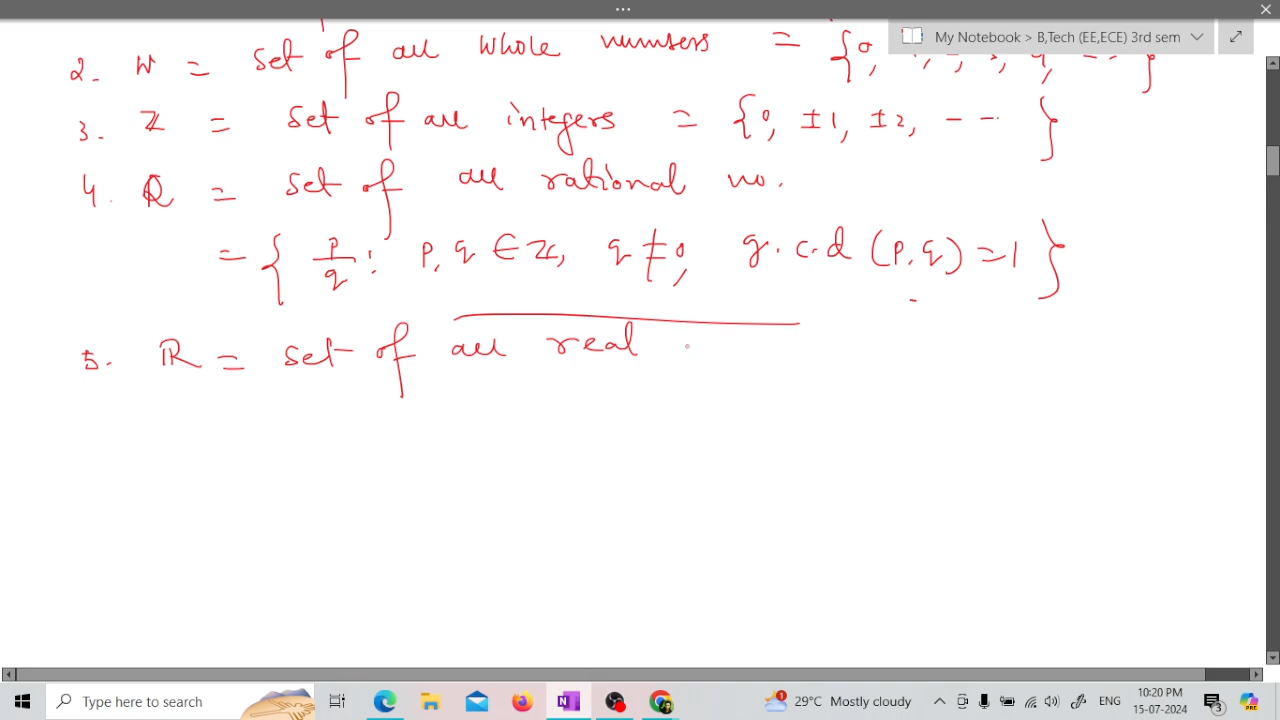 ...
My Notebook > B,Tech (EE,ECE) 3rd sem
2. W = set of all whole numbers = {0,
3. Z = set of all integers = {0, ±1, ±2, - - - }
4. Q = set of all rational no.
= { p/q : p, q ∈ Z, q ≠ 0, g.c.d (p, q) = 1 }
5. R = set of all real
Type here to search
29°C Mostly cloudy
ENG
10:20 PM
15-07-2024
3
1